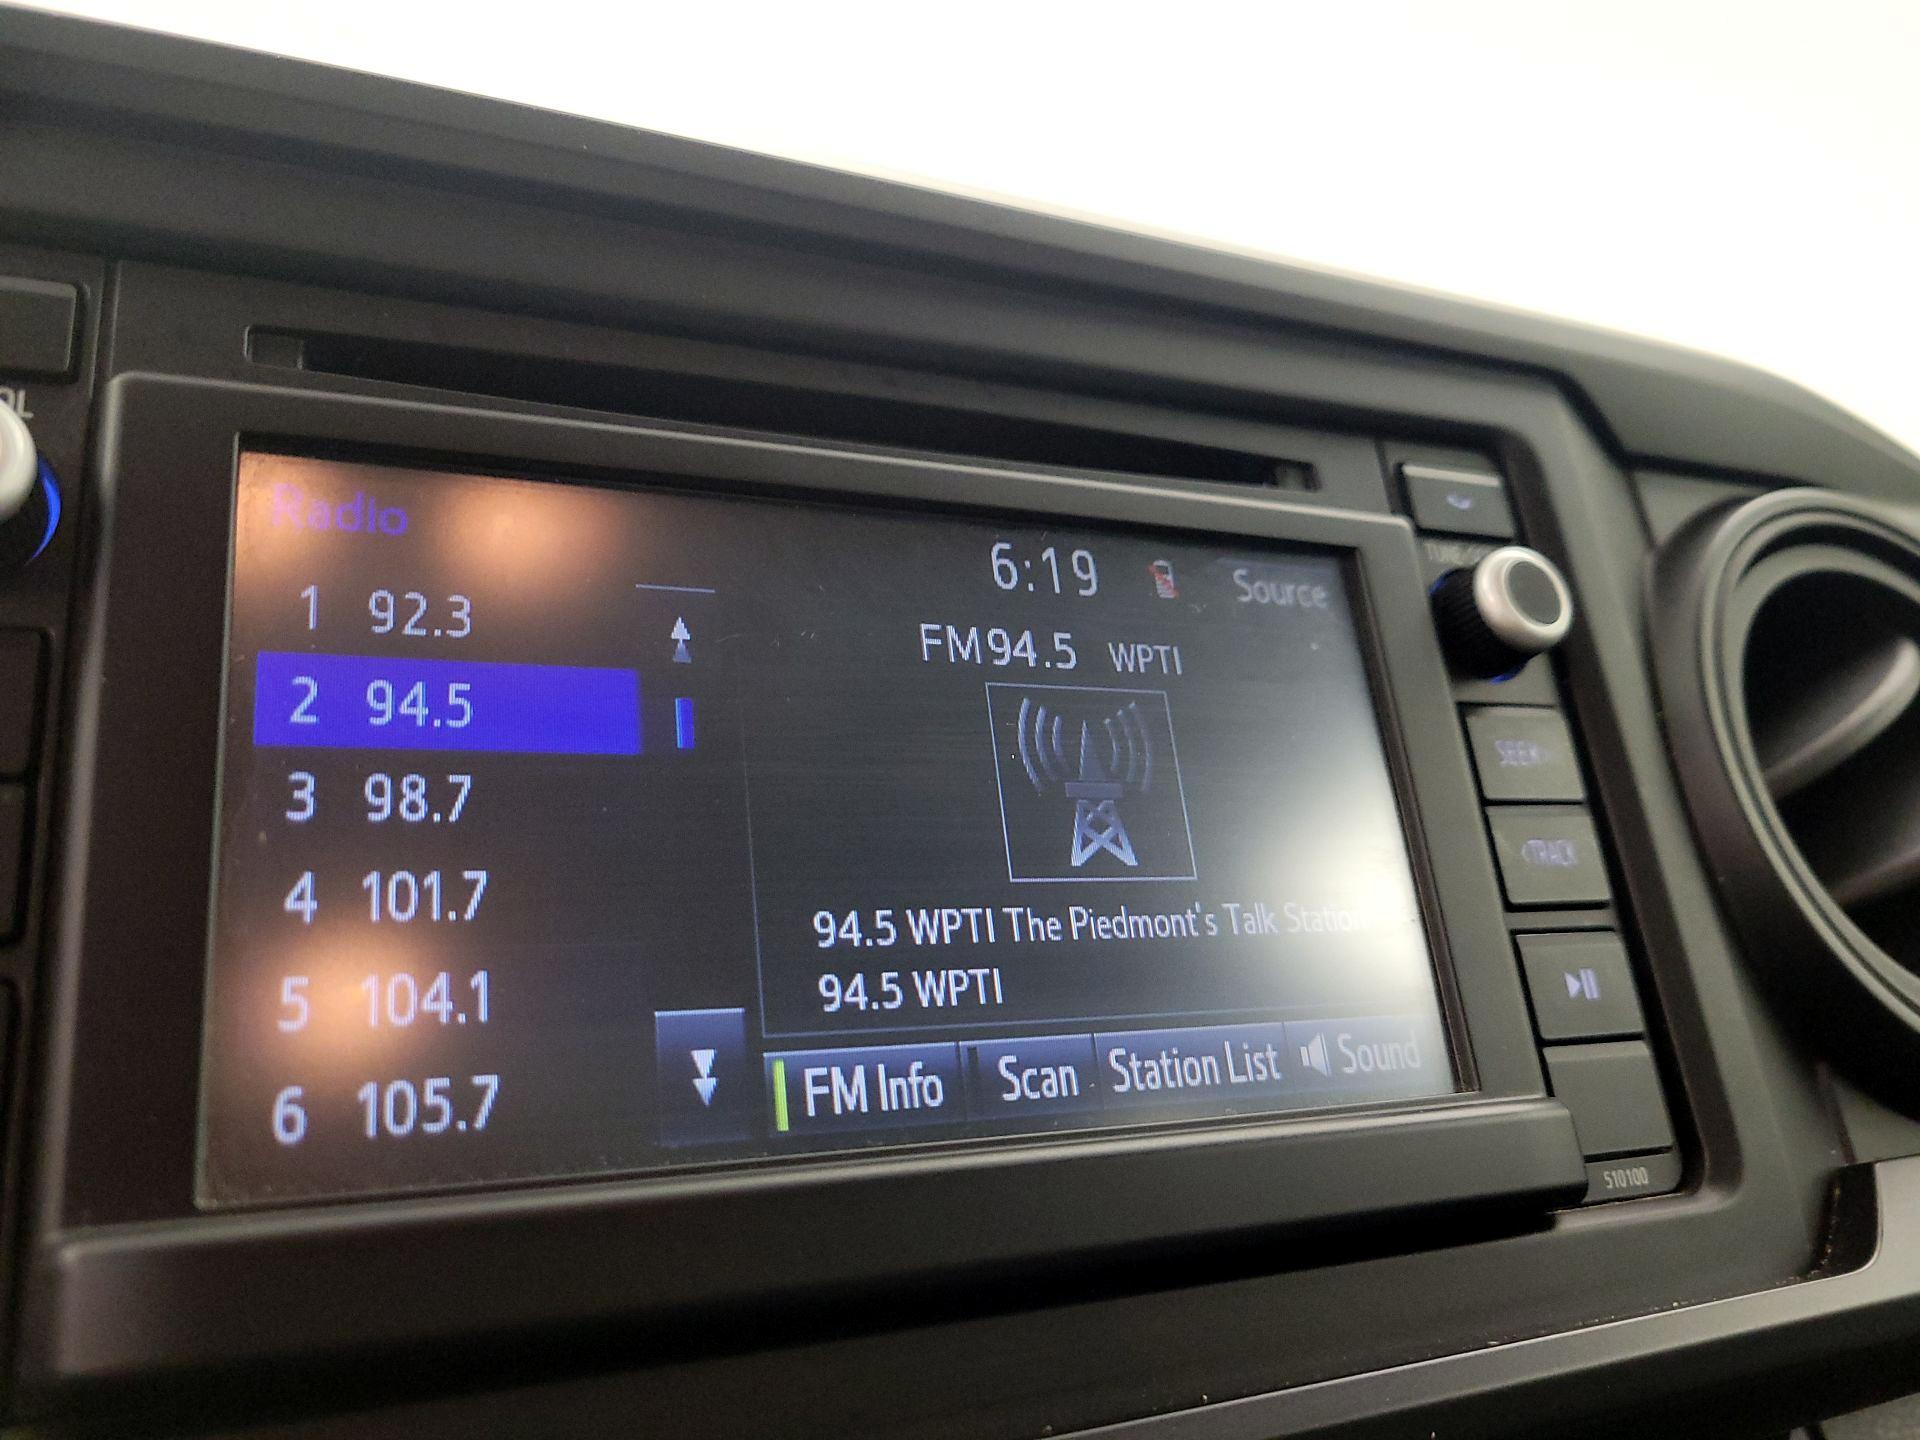 OL
Radio
6:19
Source
1 92.3
2 94.5
3 98.7
4 101.7
5 104.1
6 105.7
FM94.5 WPTI
94.5 WPTI The Piedmont's Talk Station
94.5 WPTI
FM Info
Scan
Station List
Sound
SEEK>
<TRACK
510100